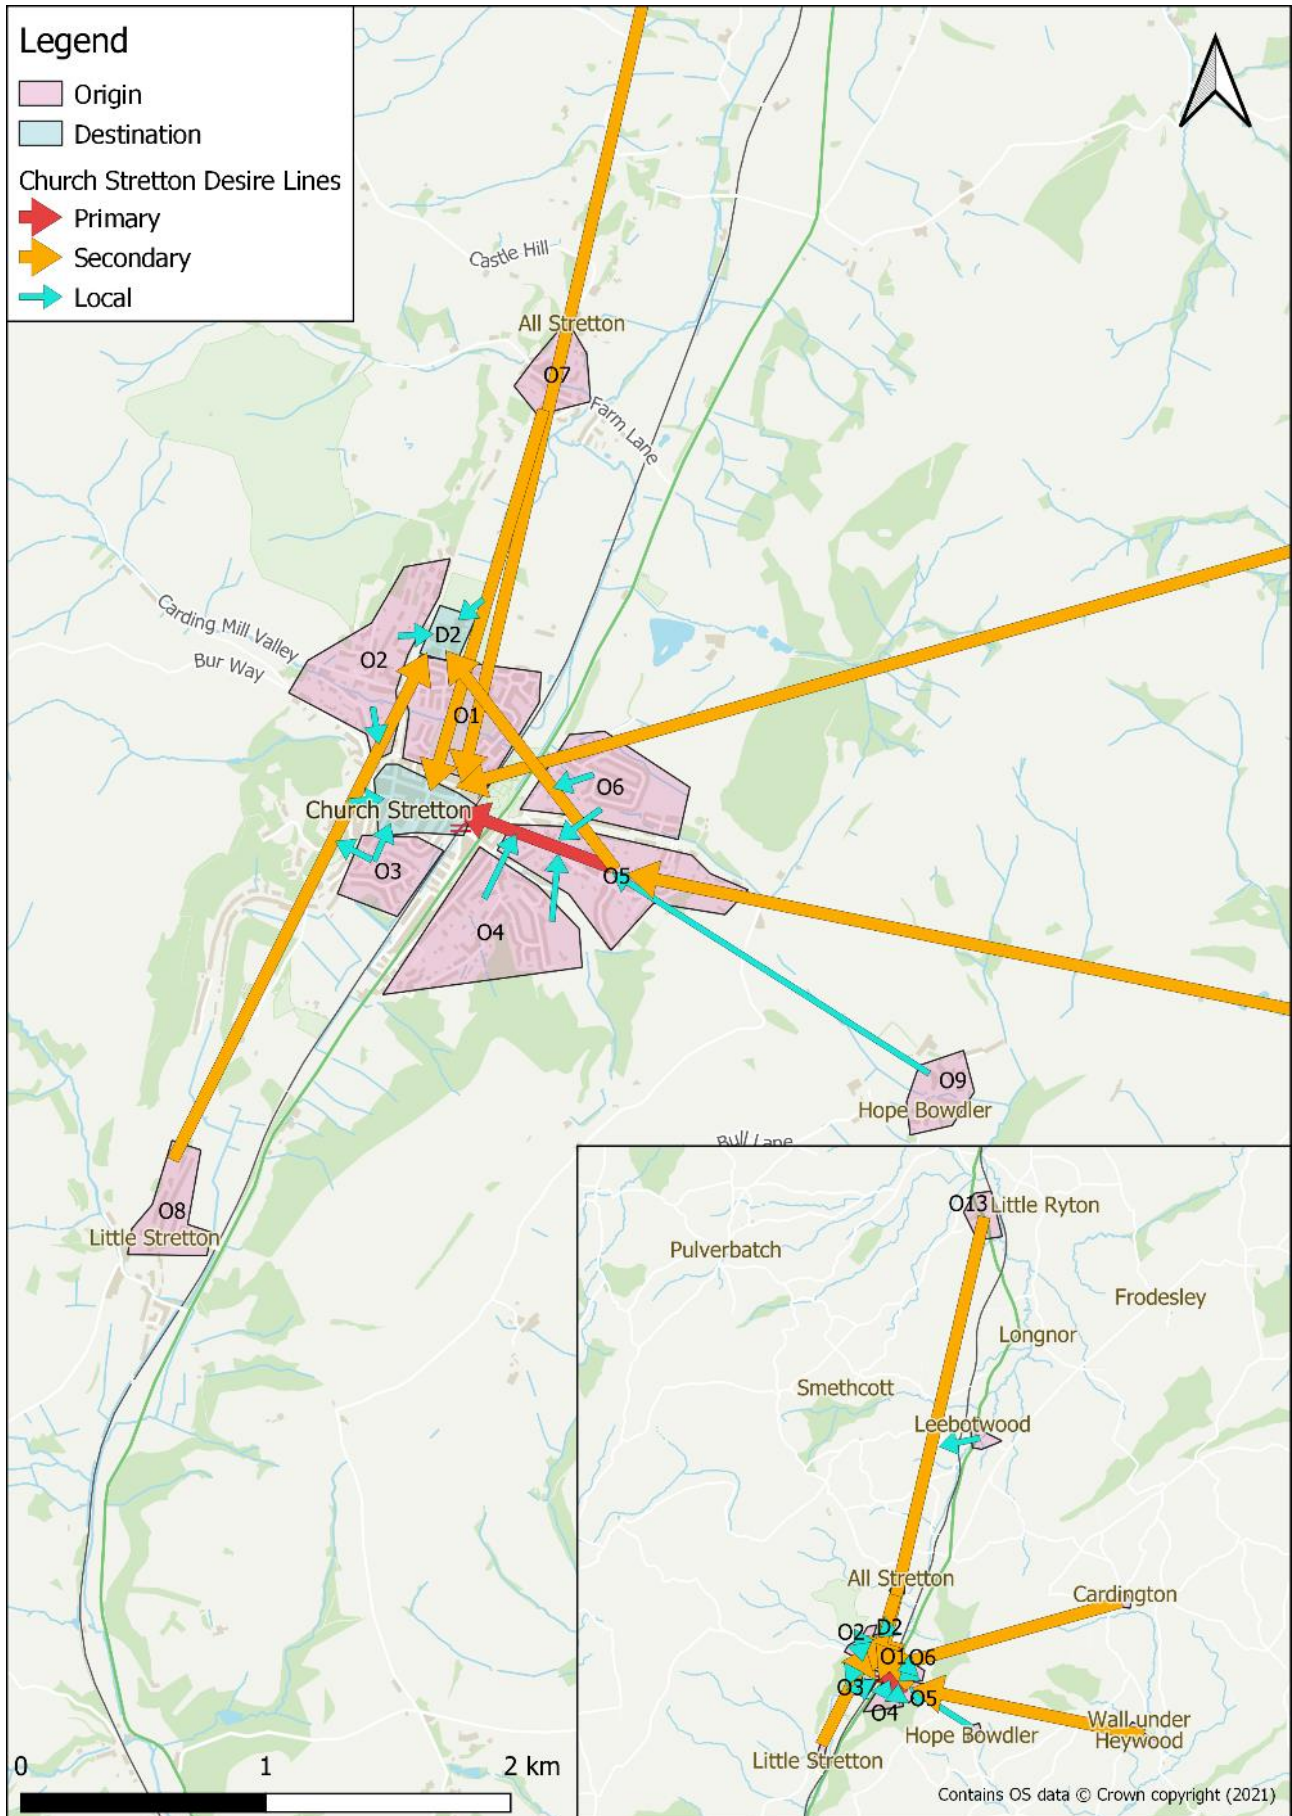 Legend
Origin
Destination
Church Stretton Desire Lines
Primary
Secondary
Local
Castle Hill
All Stretton
O7
Farm Lane
Carding Mill Valley
Bur Way
D2
O2
O1
O6
Church Stretton
O3
O5
O4
O9
Hope Bowdler
Bull Lane
O8
Little Stretton
O13 Little Ryton
Pulverbatch
Frodesley
Longnor
Smethcott
Leebotwood
All Stretton
Cardington
O2 D2
O1 O6
O3
O5
O4
Wall under
Heywood
Hope Bowdler
Little Stretton
0 1 2 km
Contains OS data © Crown copyright (2021)